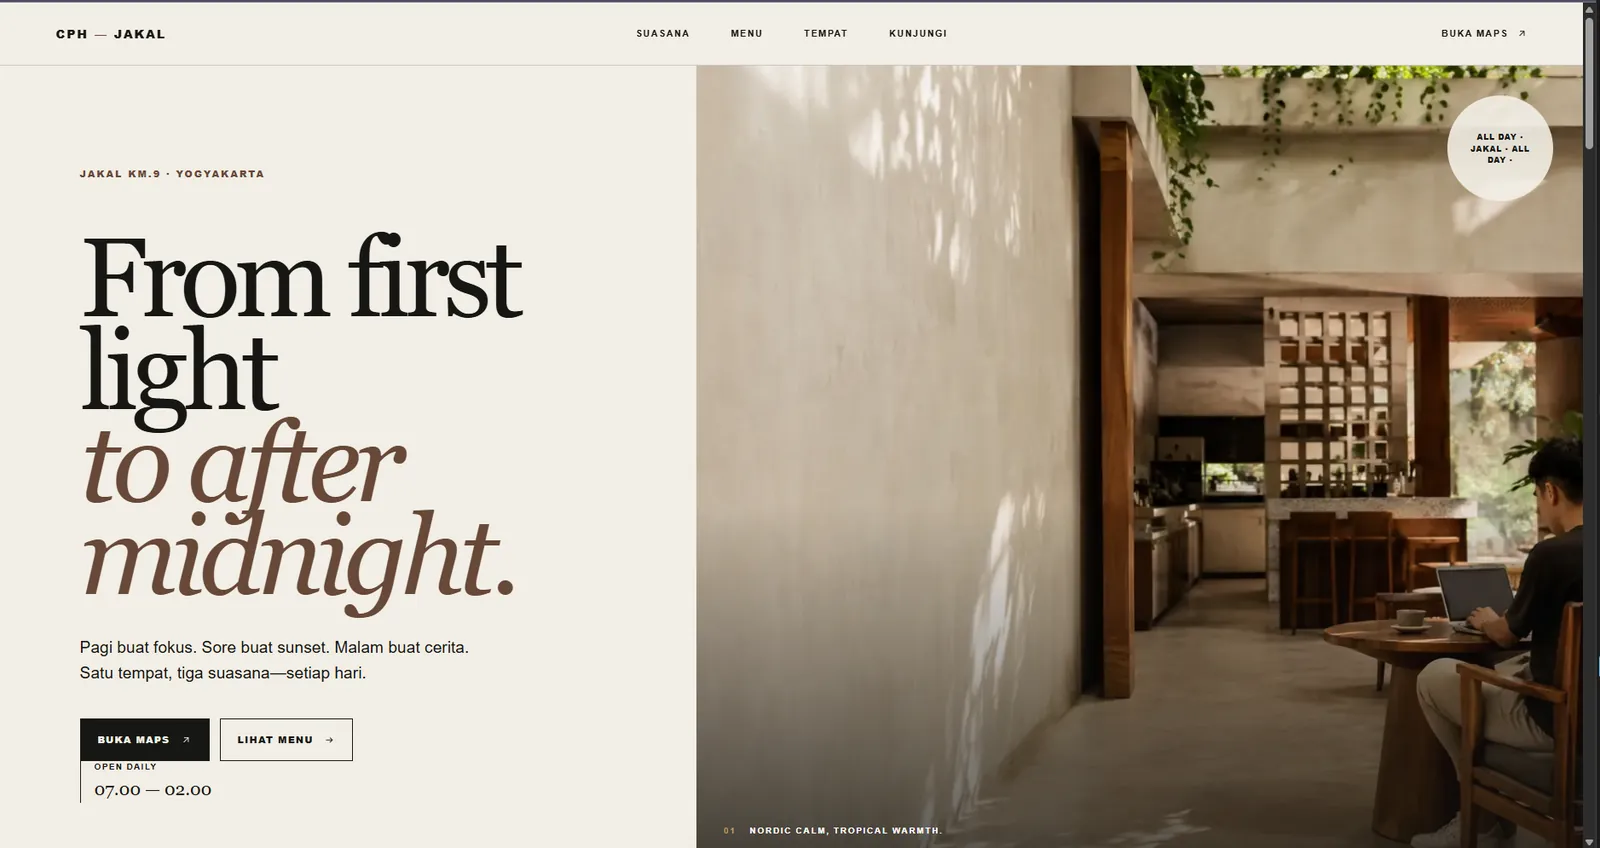 CPH — JAKAL
SUASANA
MENU
TEMPAT
KUNJUNGI
BUKA MAPS ↗
JAKAL KM.9 · YOGYAKARTA
From first
light
to after
midnight.
Pagi buat fokus. Sore buat sunset. Malam buat cerita.
Satu tempat, tiga suasana—setiap hari.
BUKA MAPS ↗
LIHAT MENU →
OPEN DAILY
07.00 — 02.00
ALL DAY ·
JAKAL · ALL
DAY ·
01 NORDIC CALM, TROPICAL WARMTH.